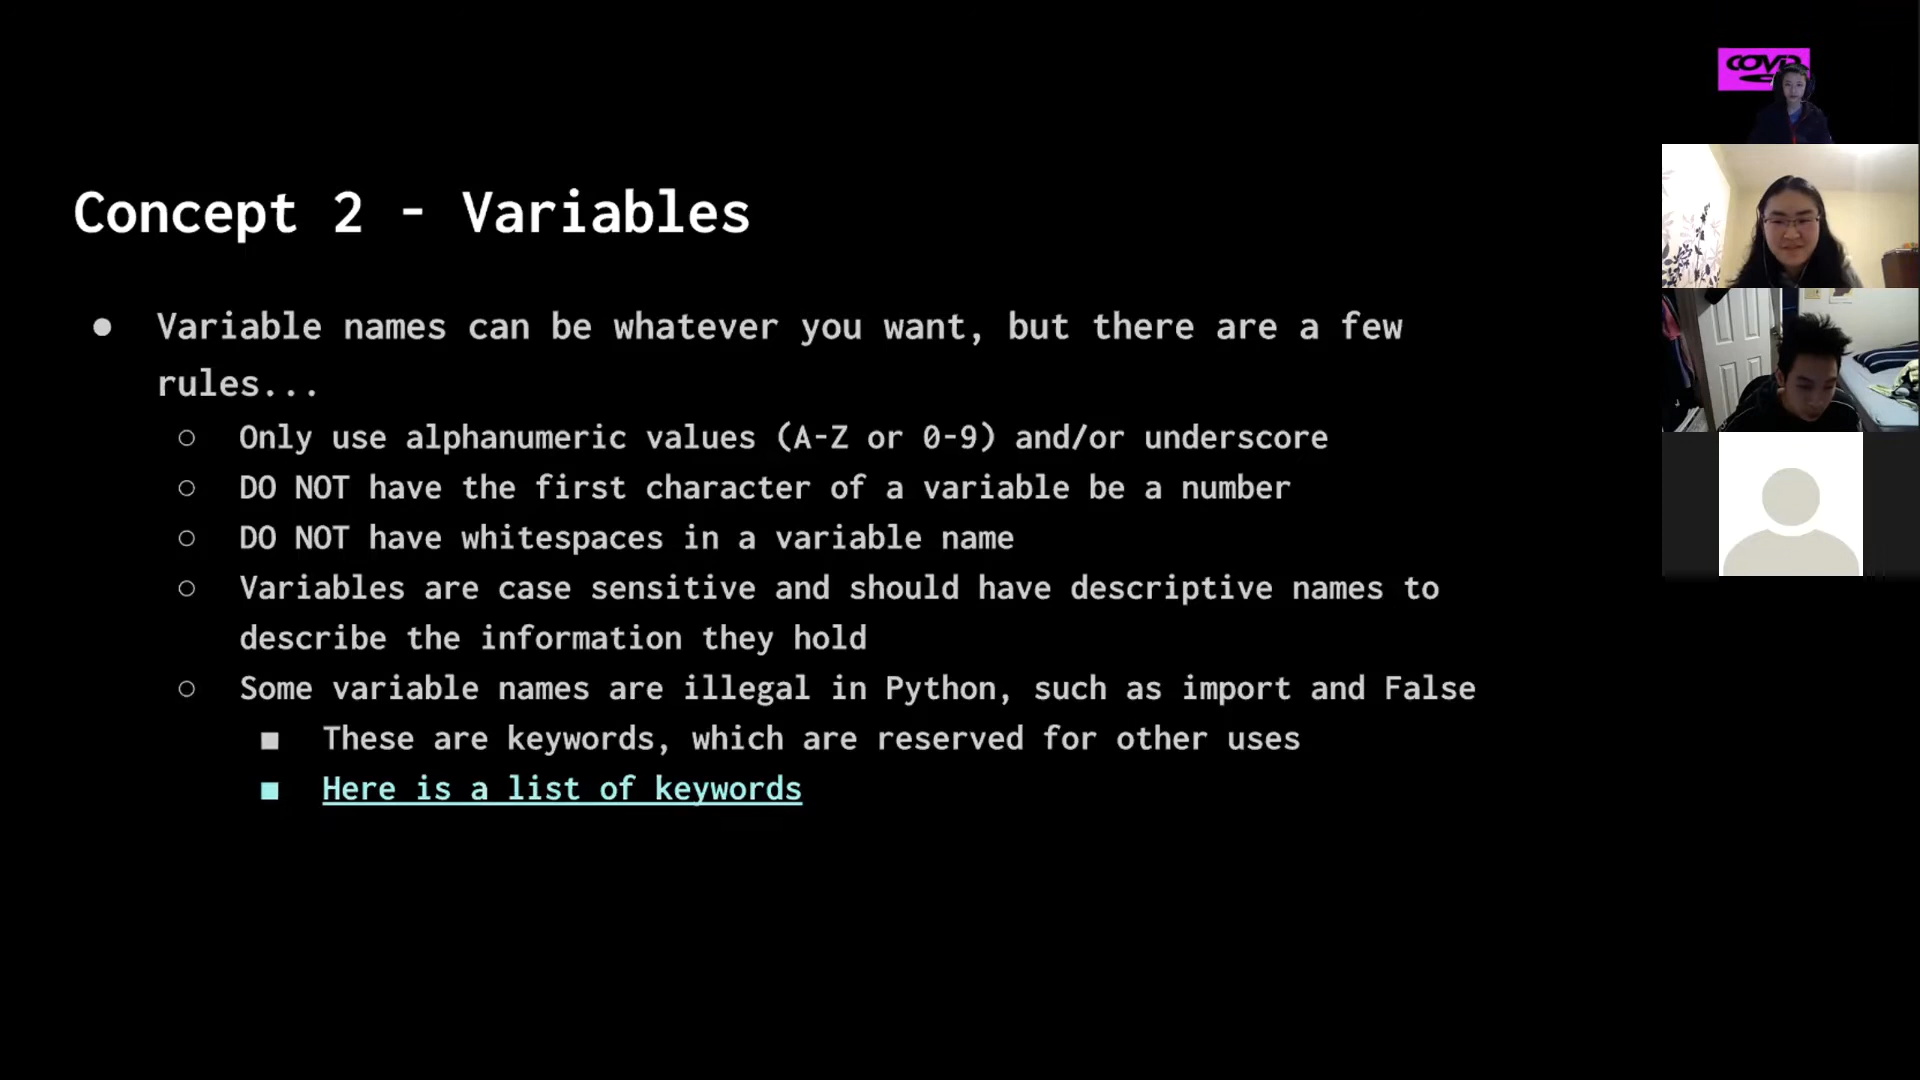 Concept 2 - Variables
● Variable names can be whatever you want, but there are a few
rules...
○ Only use alphanumeric values (A-Z or 0-9) and/or underscore
○ DO NOT have the first character of a variable be a number
○ DO NOT have whitespaces in a variable name
○ Variables are case sensitive and should have descriptive names to
describe the information they hold
○ Some variable names are illegal in Python, such as import and False
■ These are keywords, which are reserved for other uses
■ Here is a list of keywords